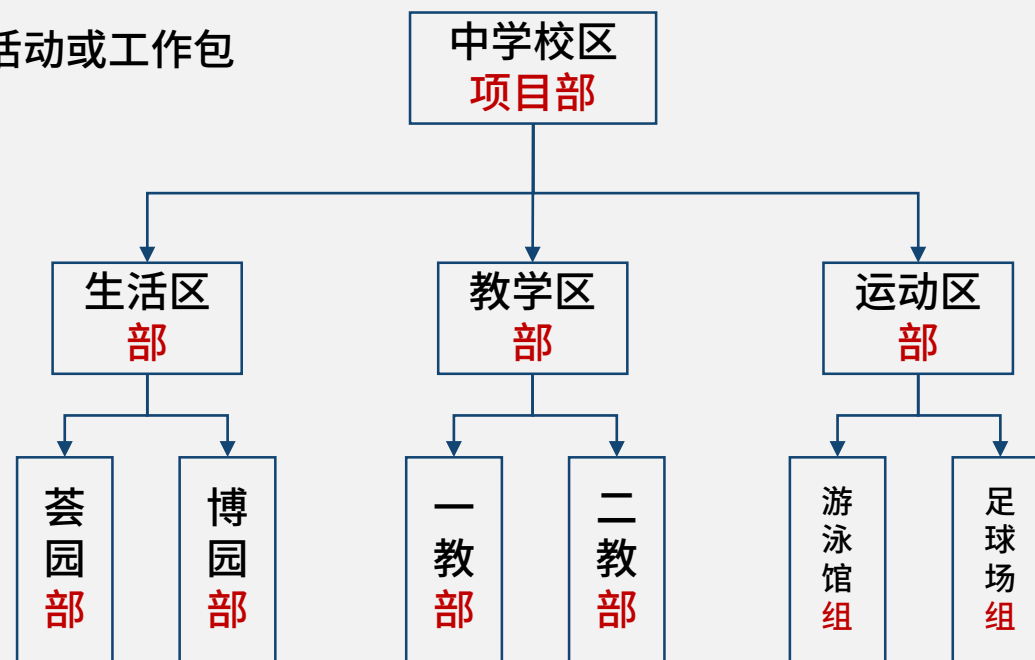 活动或工作包
中学校区
项目部
生活区
部
教学区
部
运动区
部
荟园部
博园部
一教部
二教部
游泳馆组
足球场组